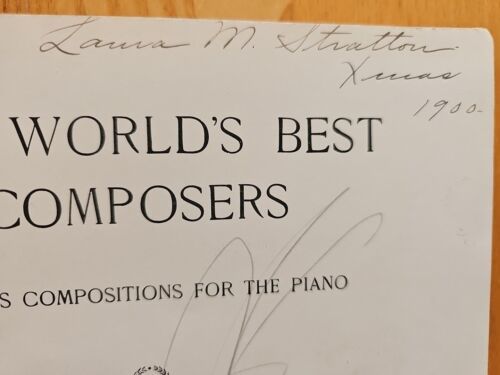 Laura M. Stratton.
Xmas
1900-
WORLD'S BEST
COMPOSERS
S COMPOSITIONS FOR THE PIANO